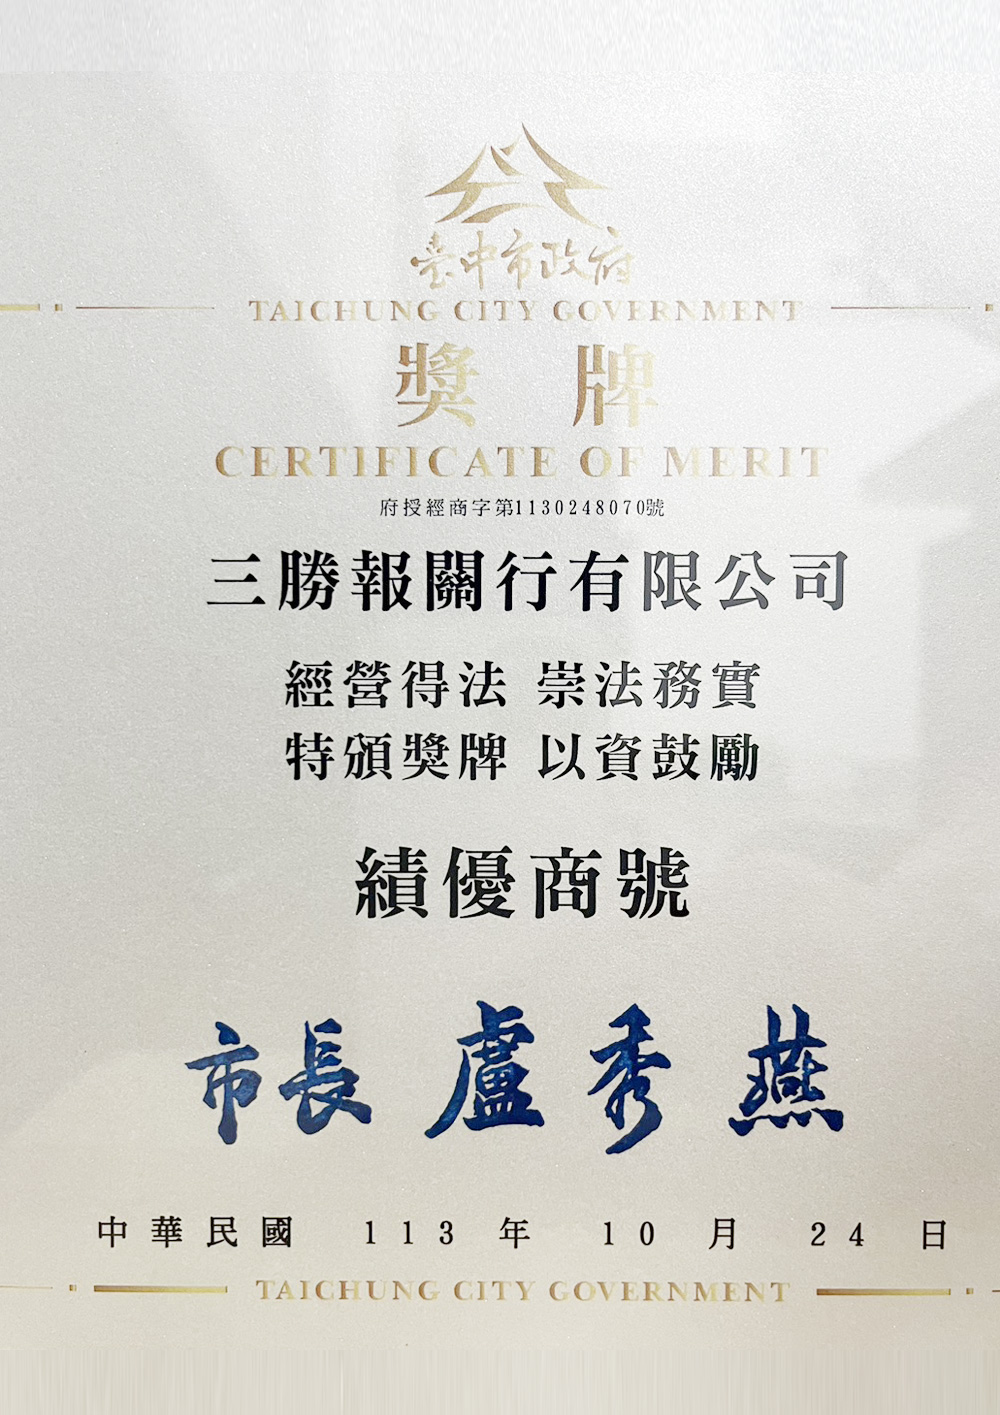 臺中市政府
TAICHUNG CITY GOVERNMENT
獎 牌
CERTIFICATE OF MERIT
府授經商字第1130248070號
三勝報關行有限公司
經營得法 崇法務實
特頒獎牌 以資鼓勵
績優商號
市長 盧秀燕
中華民國 113 年 10 月 24 日
TAICHUNG CITY GOVERNMENT